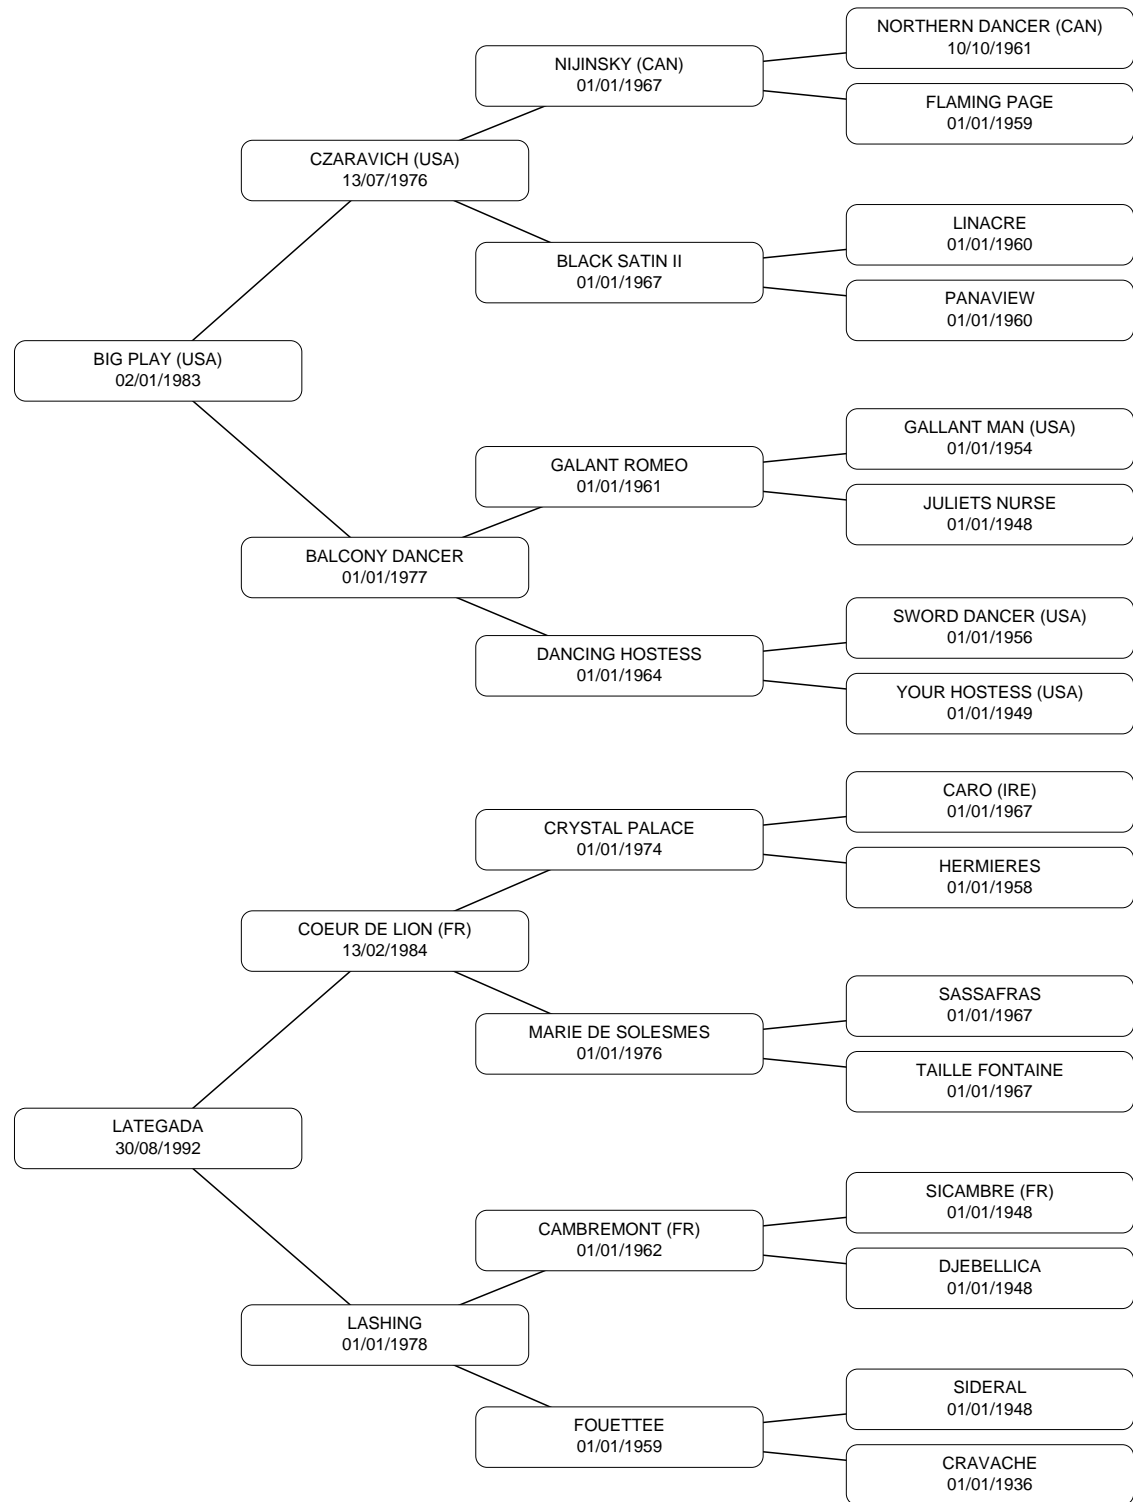 NORTHERN DANCER (CAN)
10/10/1961
NIJINSKY (CAN)
01/01/1967
FLAMING PAGE
01/01/1959
CZARAVICH (USA)
13/07/1976
LINACRE
01/01/1960
BLACK SATIN II
01/01/1967
PANAVIEW
01/01/1960
BIG PLAY (USA)
02/01/1983
GALLANT MAN (USA)
01/01/1954
GALANT ROMEO
01/01/1961
JULIETS NURSE
01/01/1948
BALCONY DANCER
01/01/1977
SWORD DANCER (USA)
01/01/1956
DANCING HOSTESS
01/01/1964
YOUR HOSTESS (USA)
01/01/1949
CARO (IRE)
01/01/1967
CRYSTAL PALACE
01/01/1974
HERMIERES
01/01/1958
COEUR DE LION (FR)
13/02/1984
SASSAFRAS
01/01/1967
MARIE DE SOLESMES
01/01/1976
TAILLE FONTAINE
01/01/1967
LATEGADA
30/08/1992
SICAMBRE (FR)
01/01/1948
CAMBREMONT (FR)
01/01/1962
DJEBELLICA
01/01/1948
LASHING
01/01/1978
SIDERAL
01/01/1948
FOUETTEE
01/01/1959
CRAVACHE
01/01/1936